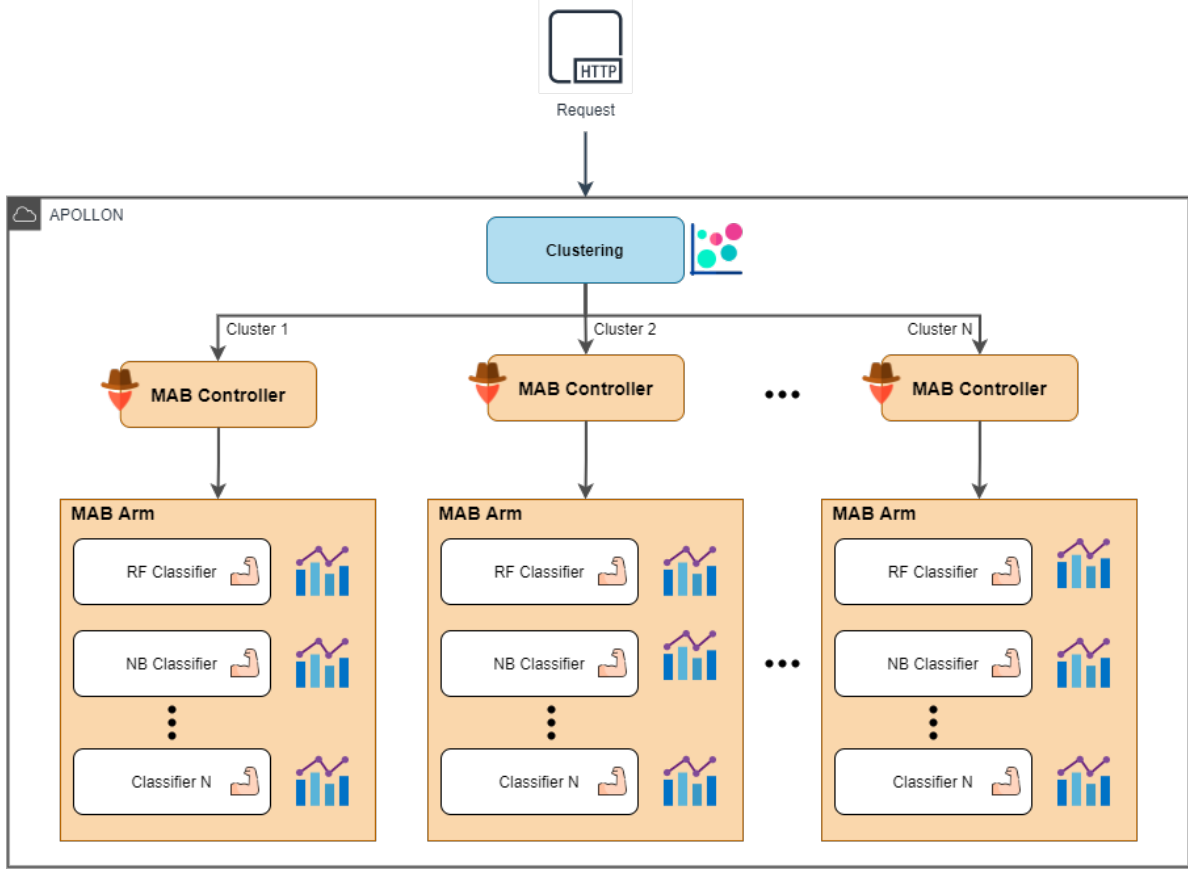 HTTP
Request
APOLLON
Clustering
Cluster 1
Cluster 2
Cluster N
MAB Controller
MAB Controller
MAB Controller
MAB Arm
RF Classifier
NB Classifier
Classifier N
MAB Arm
RF Classifier
NB Classifier
Classifier N
MAB Arm
RF Classifier
NB Classifier
Classifier N